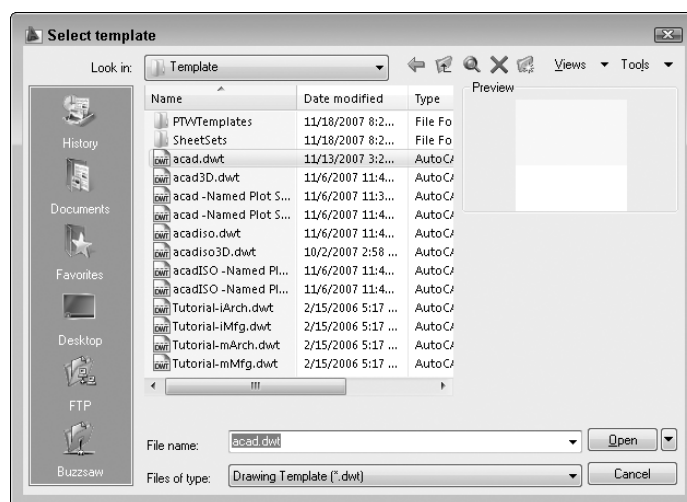 Select template
Look in: Template Views Tools
Name Date modified Type Preview
PTWTemplates 11/18/2007 8:2... File Fo
SheetSets 11/18/2007 8:2... File Fo
acad.dwt 11/13/2007 3:2... AutoCA
acad3D.dwt 11/6/2007 11:4... AutoCA
acad -Named Plot S... 11/6/2007 11:3... AutoCA
acad -Named Plot S... 11/6/2007 11:4... AutoCA
acadiso.dwt 11/6/2007 11:4... AutoCA
acadiso3D.dwt 10/2/2007 2:58 ... AutoCA
acadISO -Named Pl... 11/6/2007 11:4... AutoCA
acadISO -Named Pl... 11/6/2007 11:4... AutoCA
Tutorial-iArch.dwt 2/15/2006 5:17 ... AutoCA
Tutorial-iMfg.dwt 2/15/2006 5:17 ... AutoCA
Tutorial-mArch.dwt 2/15/2006 5:17 ... AutoCA
Tutorial-mMfg.dwt 2/15/2006 5:17 ... AutoCA
History
Documents
Favorites
Desktop
FTP
Buzzsaw
File name: acad.dwt Open
Files of type: Drawing Template (*.dwt) Cancel